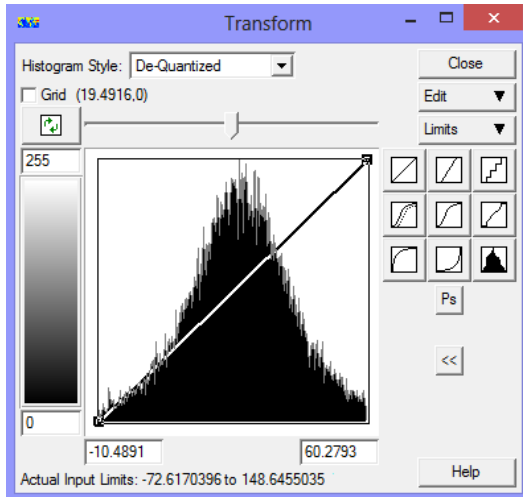 Transform
Histogram Style: De-Quantized
Close
Grid (19.4916,0)
Edit
Limits
255
Ps
<<
0
-10.4891 60.2793
Actual Input Limits: -72.6170396 to 148.6455035
Help